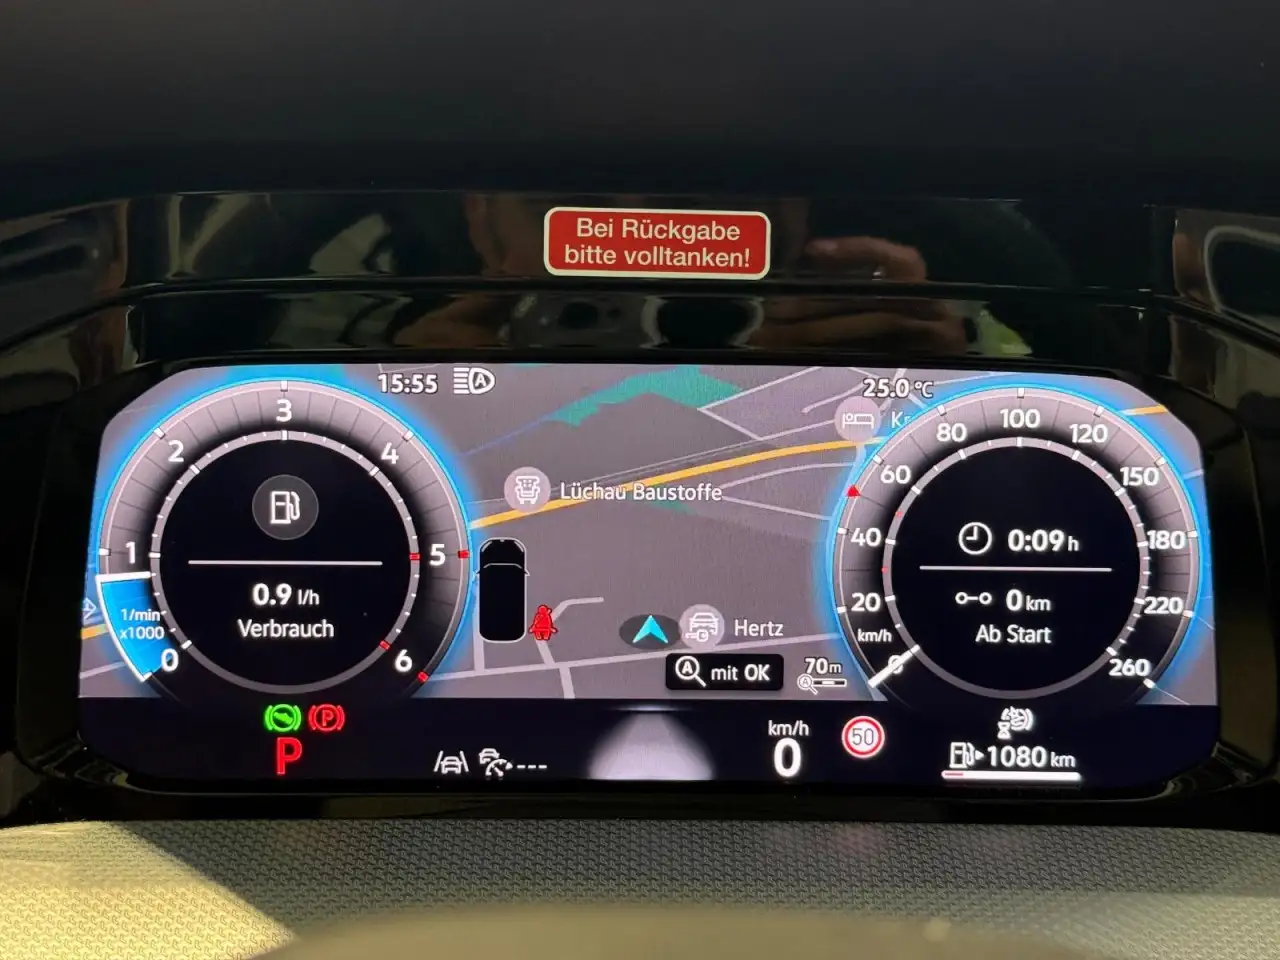 Bei Rückgabe
bitte volltanken!
15:55
25.0 °C
Lüchau Baustoffe
Hertz
mit OK
70m
0
1
2
3
4
5
6
1/min
x1000
0.9 l/h
Verbrauch
0
20
40
60
80
100
120
150
180
220
260
km/h
0:09 h
0 km
Ab Start
P
P
---
km/h
0
50
1080 km